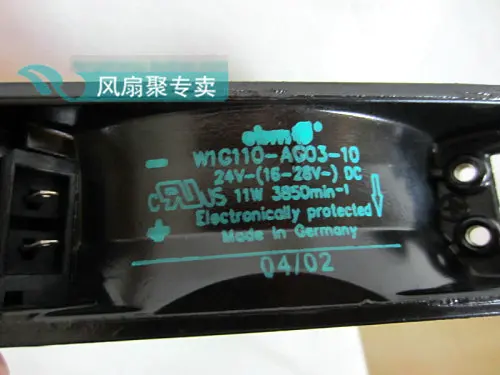 风扇聚专卖
ebm
W1G110-AG03-10
24V-(16-28V-) DC
US 11W 3850min-1
Electronically protected
Made in Germany
04/02